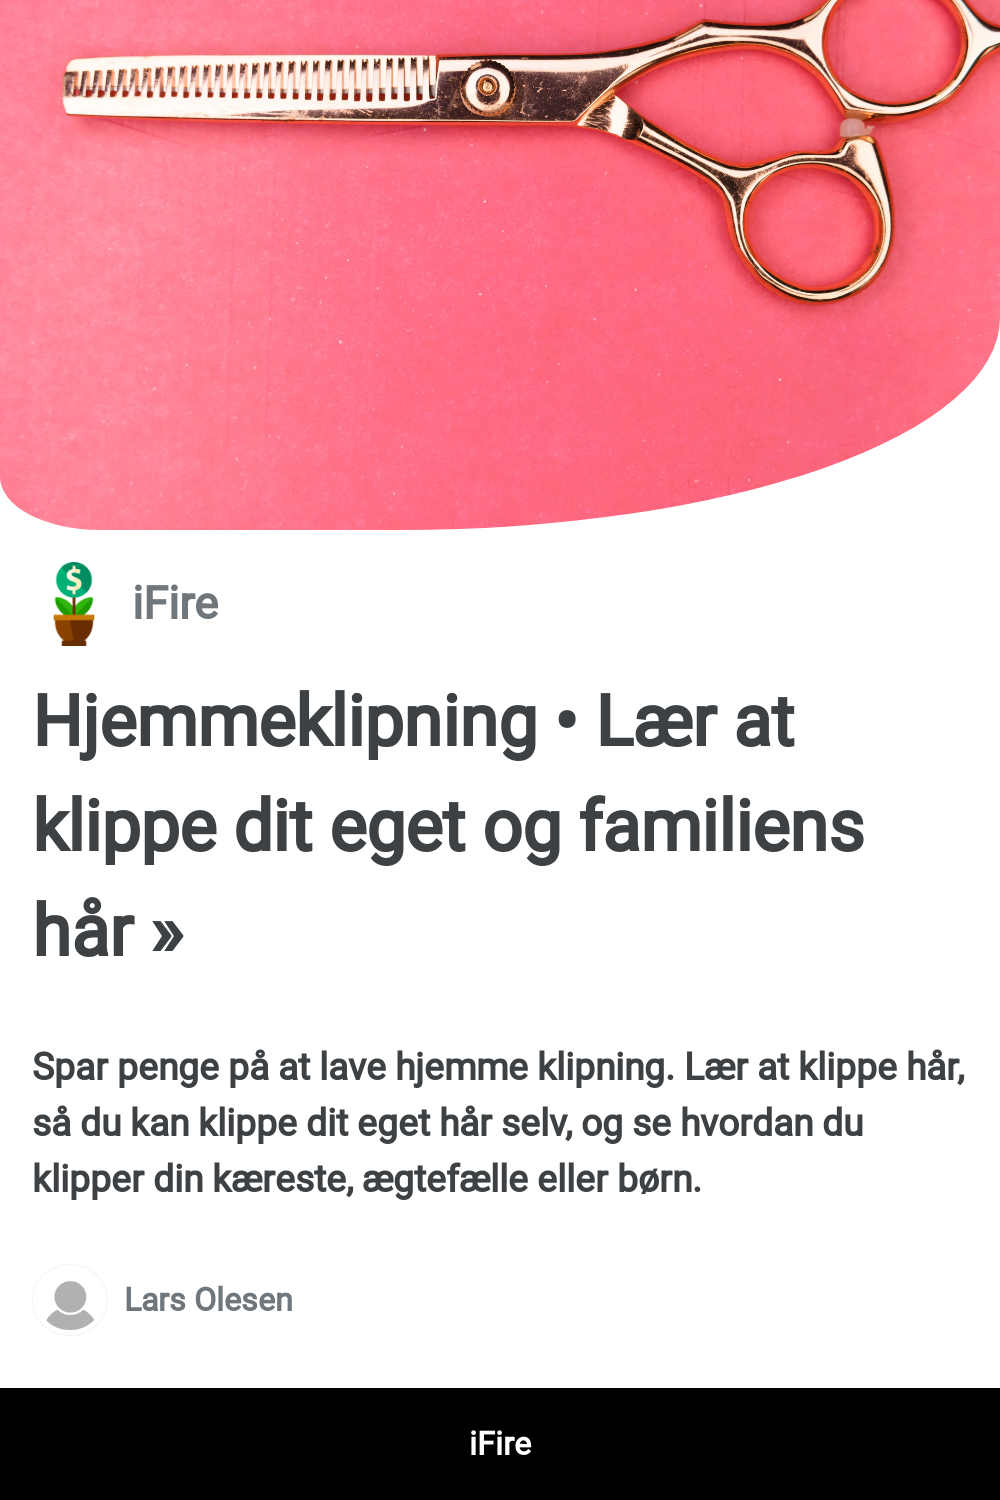 $
iFire
Hjemmeklipning • Lær at
klippe dit eget og familiens
hår »
Spar penge på at lave hjemme klipning. Lær at klippe hår,
så du kan klippe dit eget hår selv, og se hvordan du
klipper din kæreste, ægtefælle eller børn.
Lars Olesen
iFire